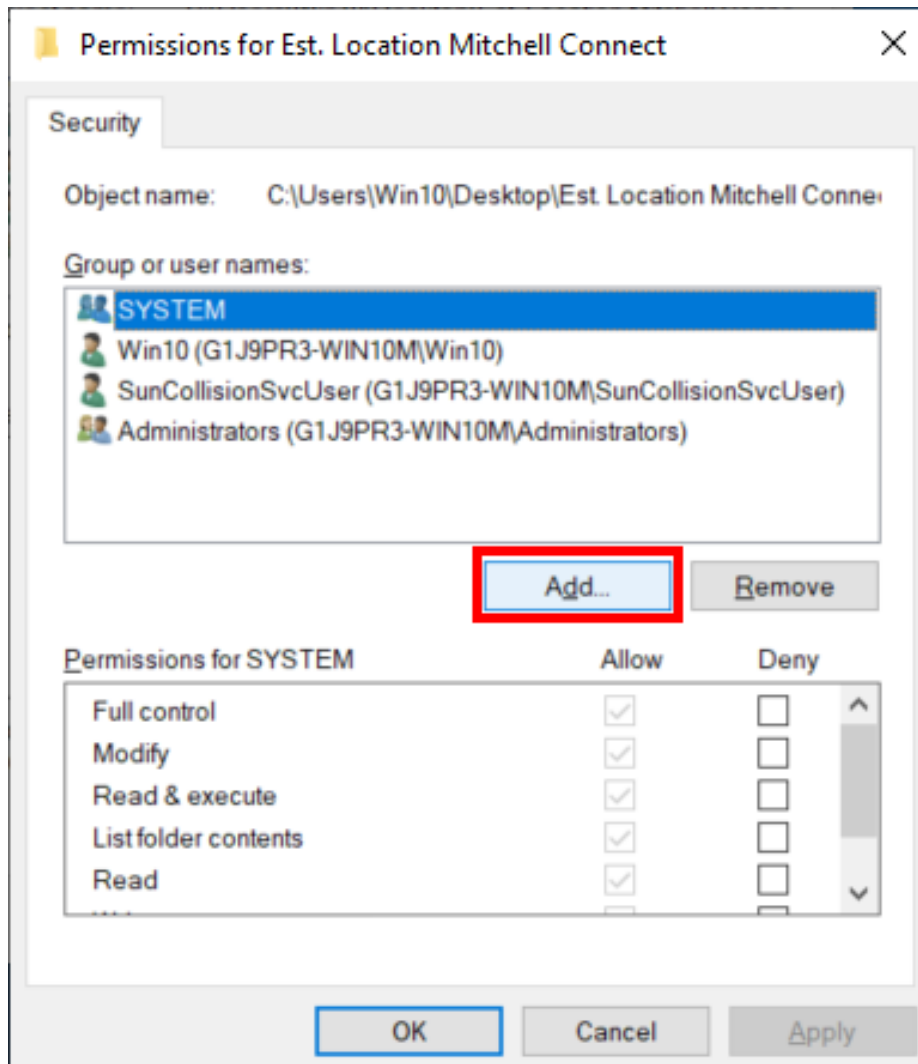 Permissions for Est. Location Mitchell Connect
Security
Object name: C:\Users\Win10\Desktop\Est. Location Mitchell Conne
Group or user names:
SYSTEM
Win10 (G1J9PR3-WIN10M\Win10)
SunCollisionSvcUser (G1J9PR3-WIN10M\SunCollisionSvcUser)
Administrators (G1J9PR3-WIN10M\Administrators)
Add... Remove
Permissions for SYSTEM Allow Deny
Full control
Modify
Read & execute
List folder contents
Read
OK Cancel Apply